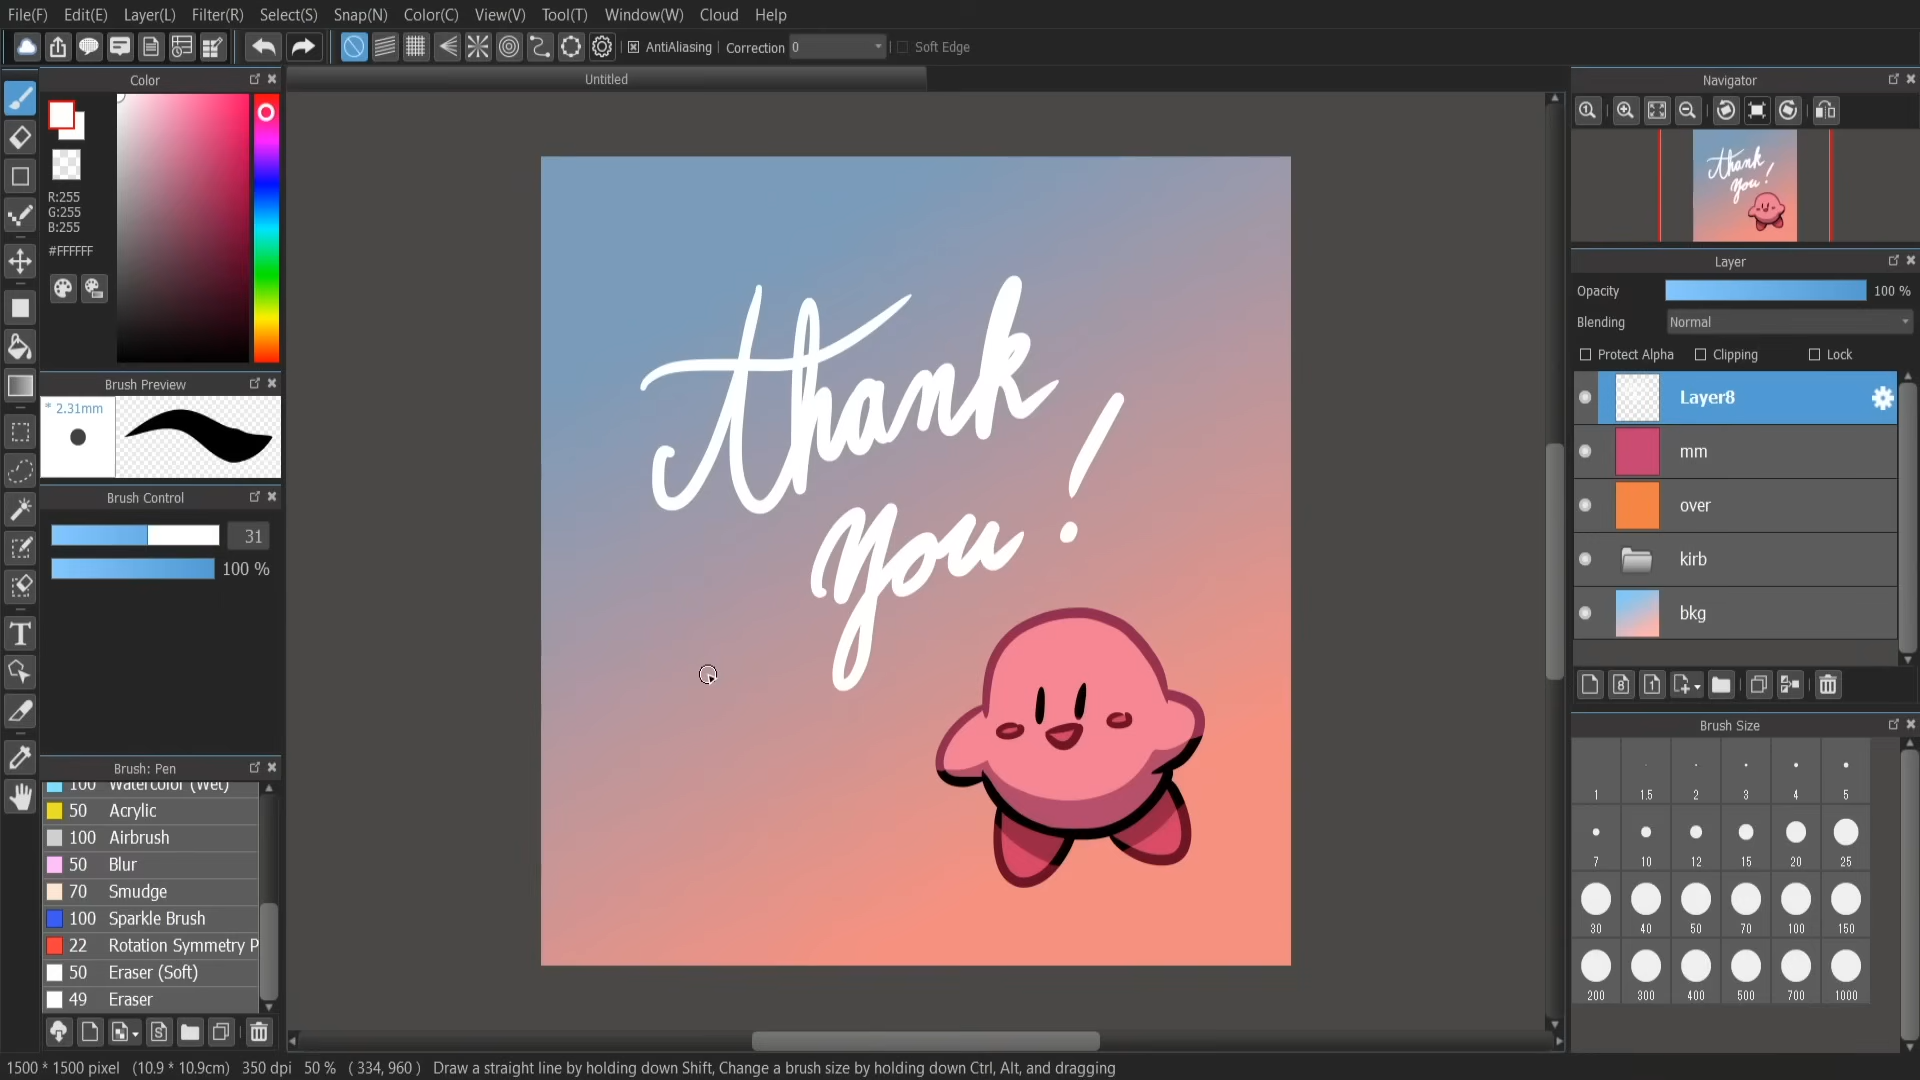 File(F) Edit(E) Layer(L) Filter(R) Select(S) Snap(N) Color(C) View(V) Tool(T) Window(W) Cloud Help
AntiAliasing Correction 0 Soft Edge
Color
R:255
G:255
B:255
#FFFFFF
Brush Preview
* 2.31mm
Brush Control
31
100 %
Brush: Pen
100 Watercolor (Wet)
50 Acrylic
100 Airbrush
50 Blur
70 Smudge
100 Sparkle Brush
22 Rotation Symmetry P
50 Eraser (Soft)
49 Eraser
Untitled
thank
you!
Navigator
thank
you!
Layer
Opacity 100 %
Blending Normal
Protect Alpha Clipping Lock
Layer8
mm
over
kirb
bkg
Brush Size
1 1.5 2 3 4 5
7 10 12 15 20 25
30 40 50 70 100 150
200 300 400 500 700 1000
1500 * 1500 pixel (10.9 * 10.9cm) 350 dpi 50 % ( 334, 960 ) Draw a straight line by holding down Shift, Change a brush size by holding down Ctrl, Alt, and dragging